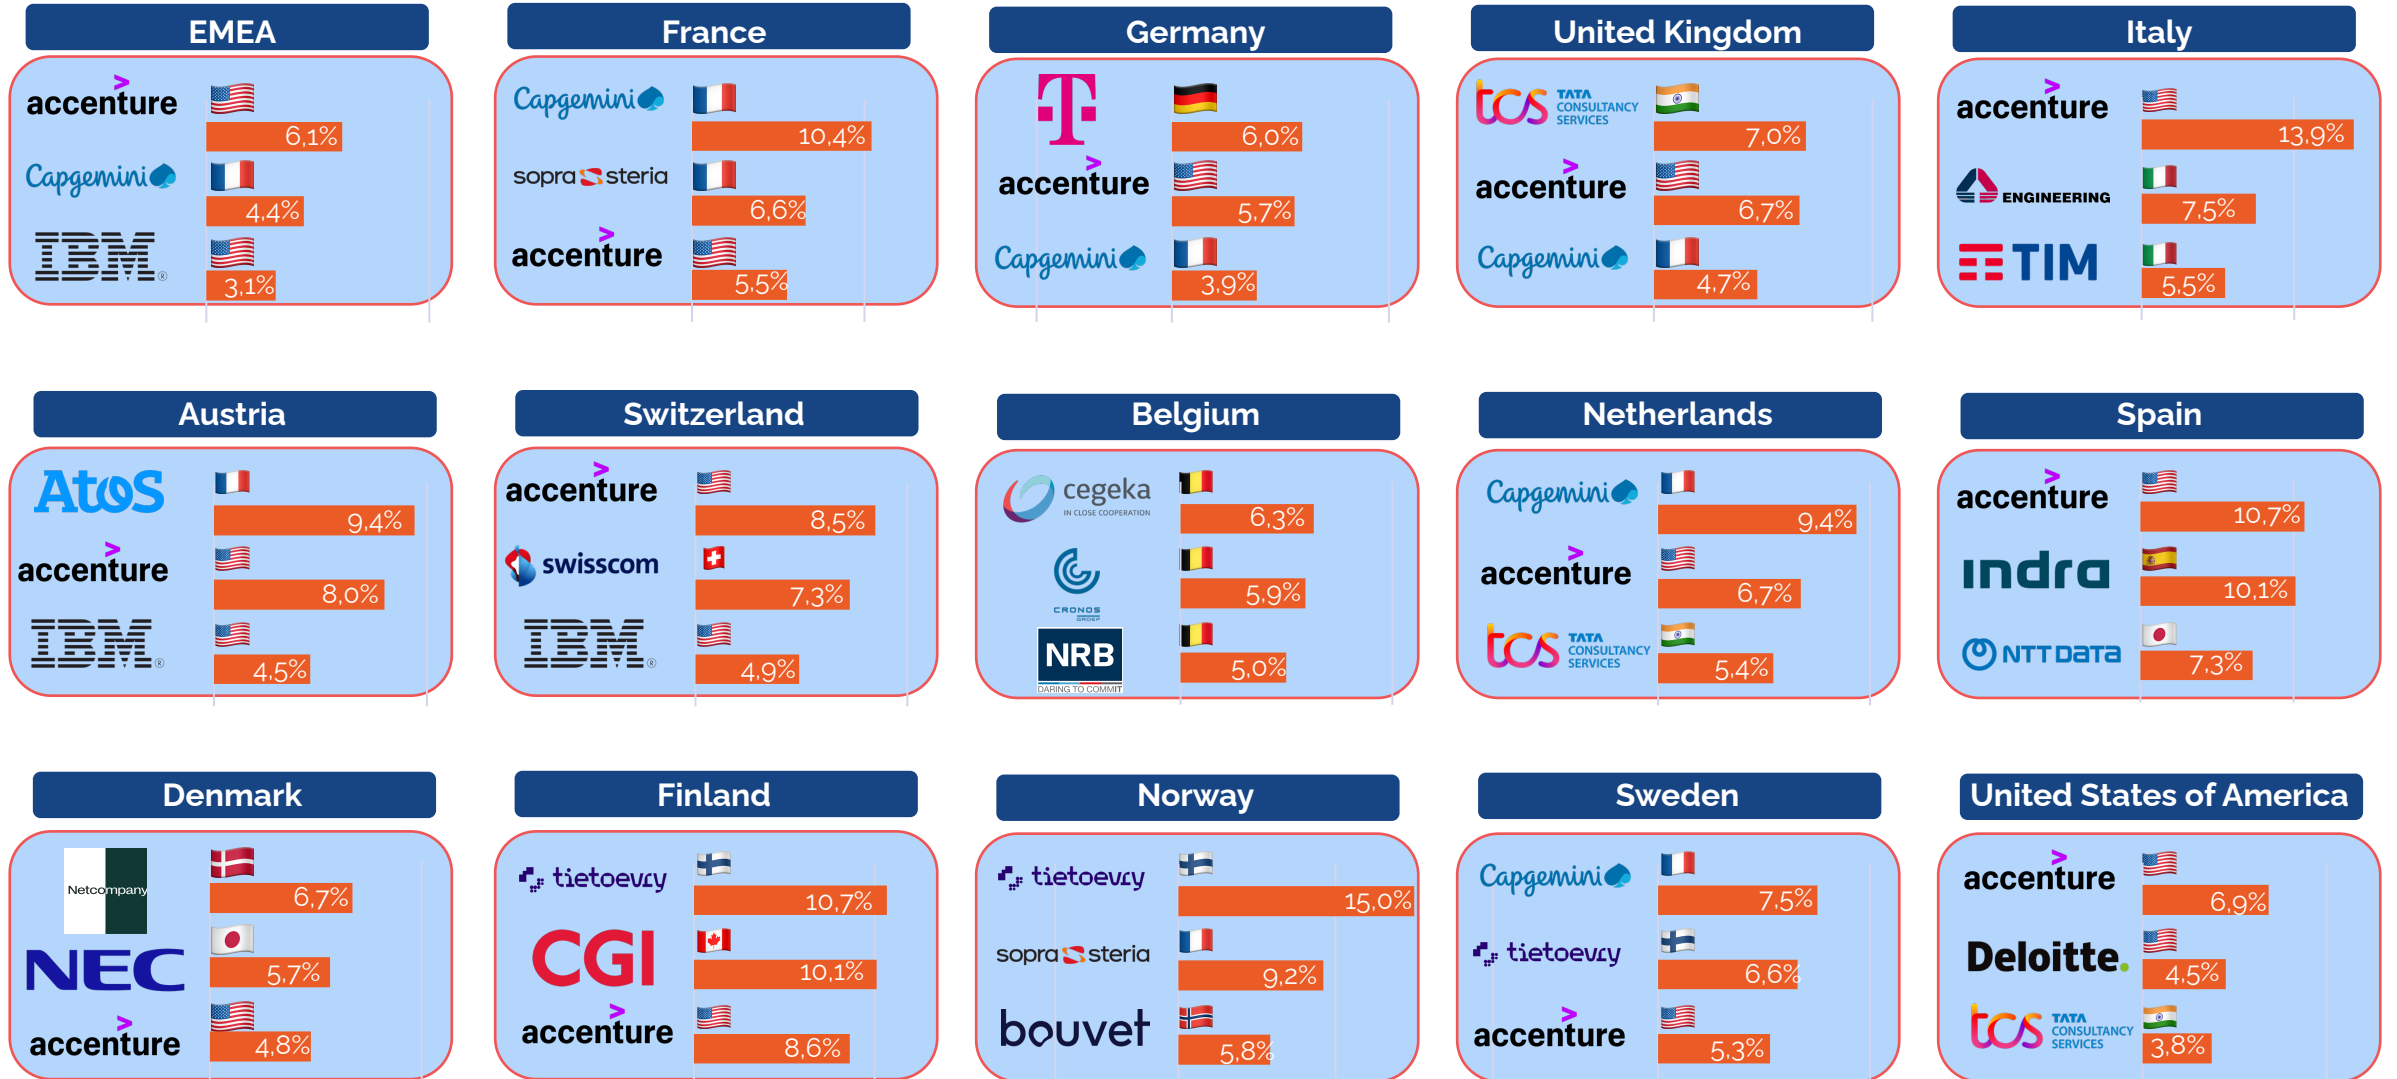 EMEA
accenture
6,1%
Capgemini
4,4%
IBM®
3,1%
France
Capgemini
10,4%
sopra steria
6,6%
accenture
5,5%
Germany
T
6,0%
accenture
5,7%
Capgemini
3,9%
United Kingdom
tcs TATA
CONSULTANCY
SERVICES
7,0%
accenture
6,7%
Capgemini
4,7%
Italy
accenture
13,9%
ENGINEERING
7,5%
TIM
5,5%
Austria
Atos
9,4%
accenture
8,0%
IBM®
4,5%
Switzerland
accenture
8,5%
swisscom
7,3%
IBM®
4,9%
Belgium
cegeka
IN CLOSE COOPERATION
6,3%
CRONOS
GROEP
5,9%
NRB
DARING TO COMMIT
5,0%
Netherlands
Capgemini
9,4%
accenture
6,7%
tcs TATA
CONSULTANCY
SERVICES
5,4%
Spain
accenture
10,7%
indra
10,1%
NTT DATA
7,3%
Denmark
Netcompany
6,7%
NEC
5,7%
accenture
4,8%
Finland
tietoevry
10,7%
CGI
10,1%
accenture
8,6%
Norway
tietoevry
15,0%
sopra steria
9,2%
bouvet
5,8%
Sweden
Capgemini
7,5%
tietoevry
6,6%
accenture
5,3%
United States of America
accenture
6,9%
Deloitte.
4,5%
tcs TATA
CONSULTANCY
SERVICES
3,8%